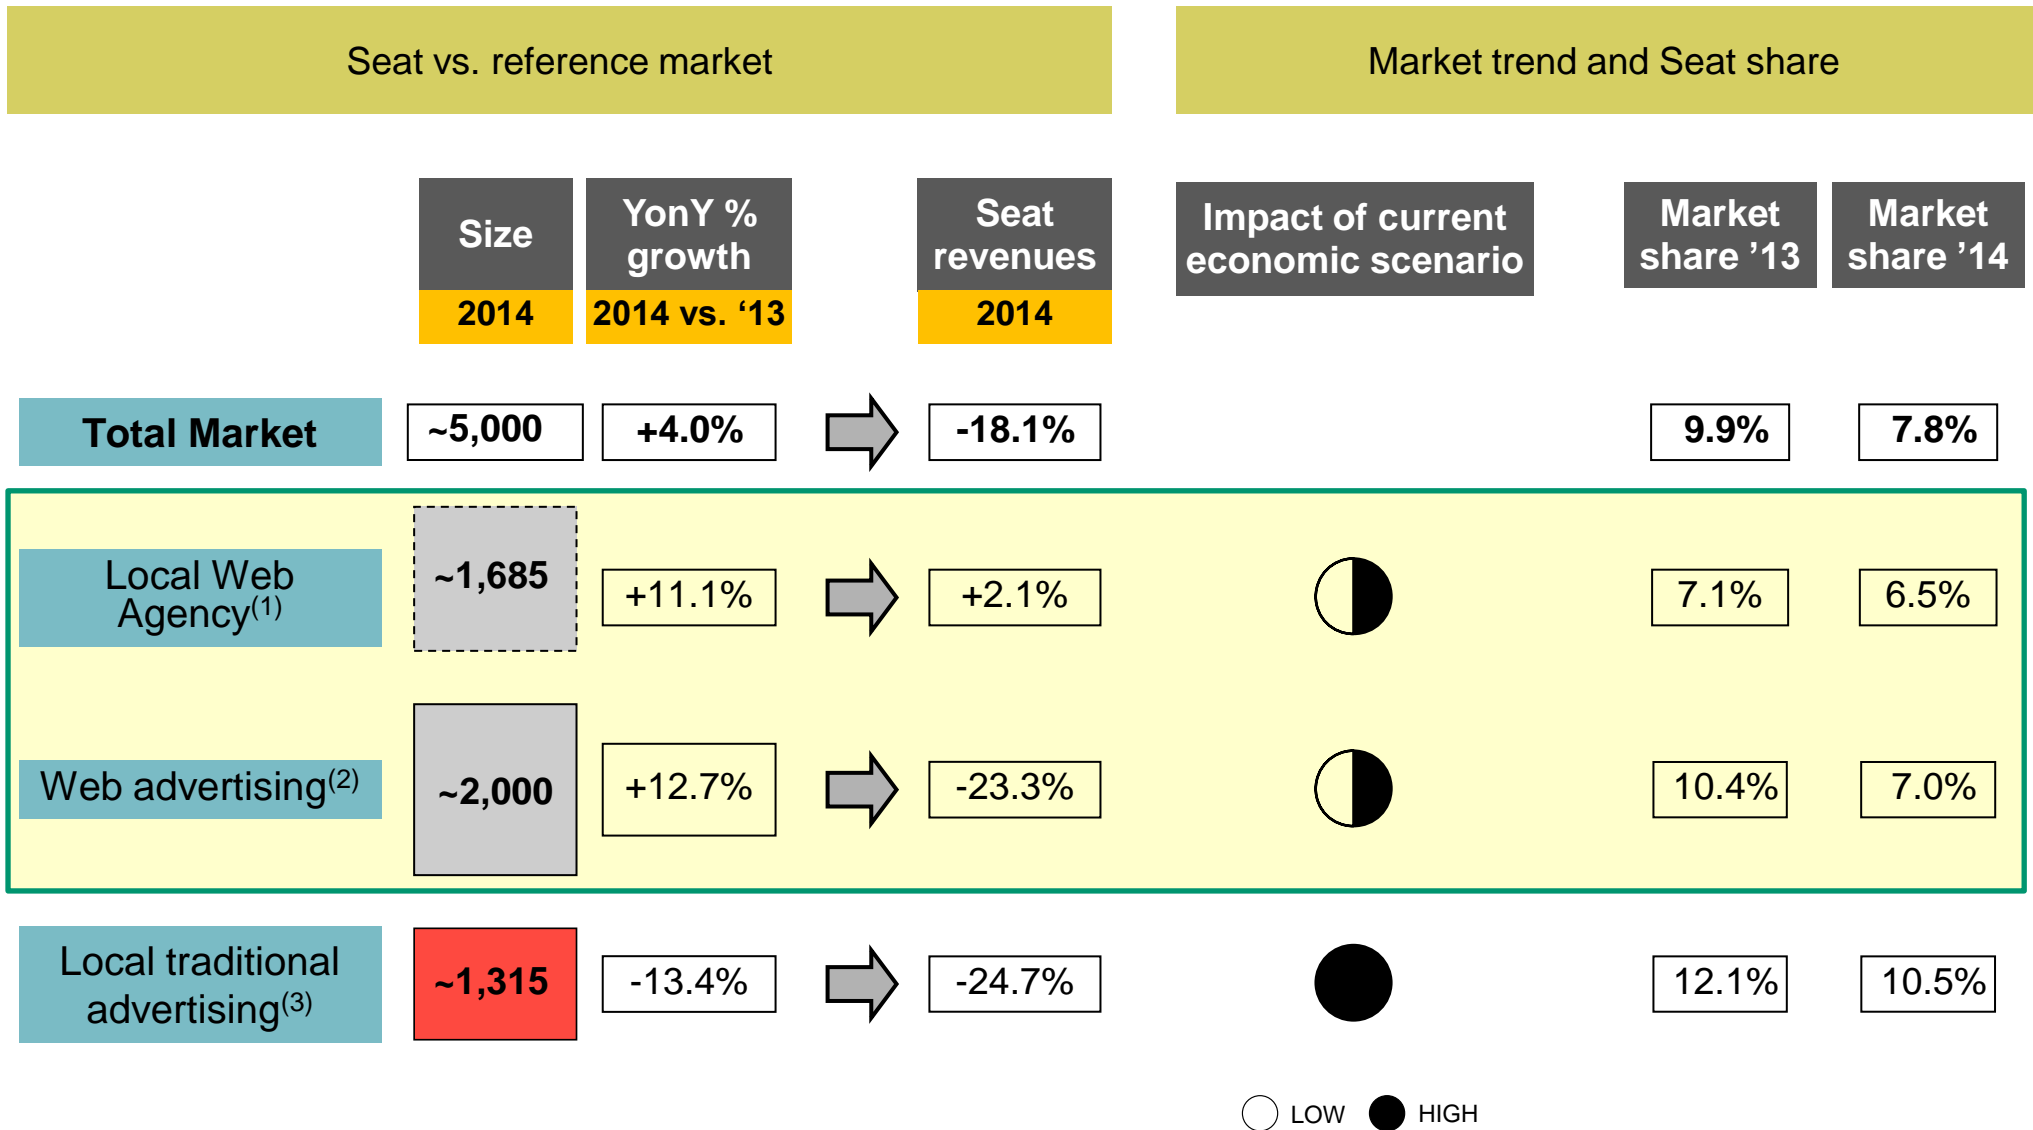 Seat vs. reference market
Market trend and Seat share
Size
2014
YonY %
growth
2014 vs. ‘13
Seat
revenues
2014
Impact of current
economic scenario
Market
share ’13
Market
share ’14
Total Market
~5,000
+4.0%
-18.1%
9.9%
7.8%
Local Web
Agency(1)
~1,685
+11.1%
+2.1%
7.1%
6.5%
Web advertising(2)
~2,000
+12.7%
-23.3%
10.4%
7.0%
Local traditional
advertising(3)
~1,315
-13.4%
-24.7%
12.1%
10.5%
LOW
HIGH